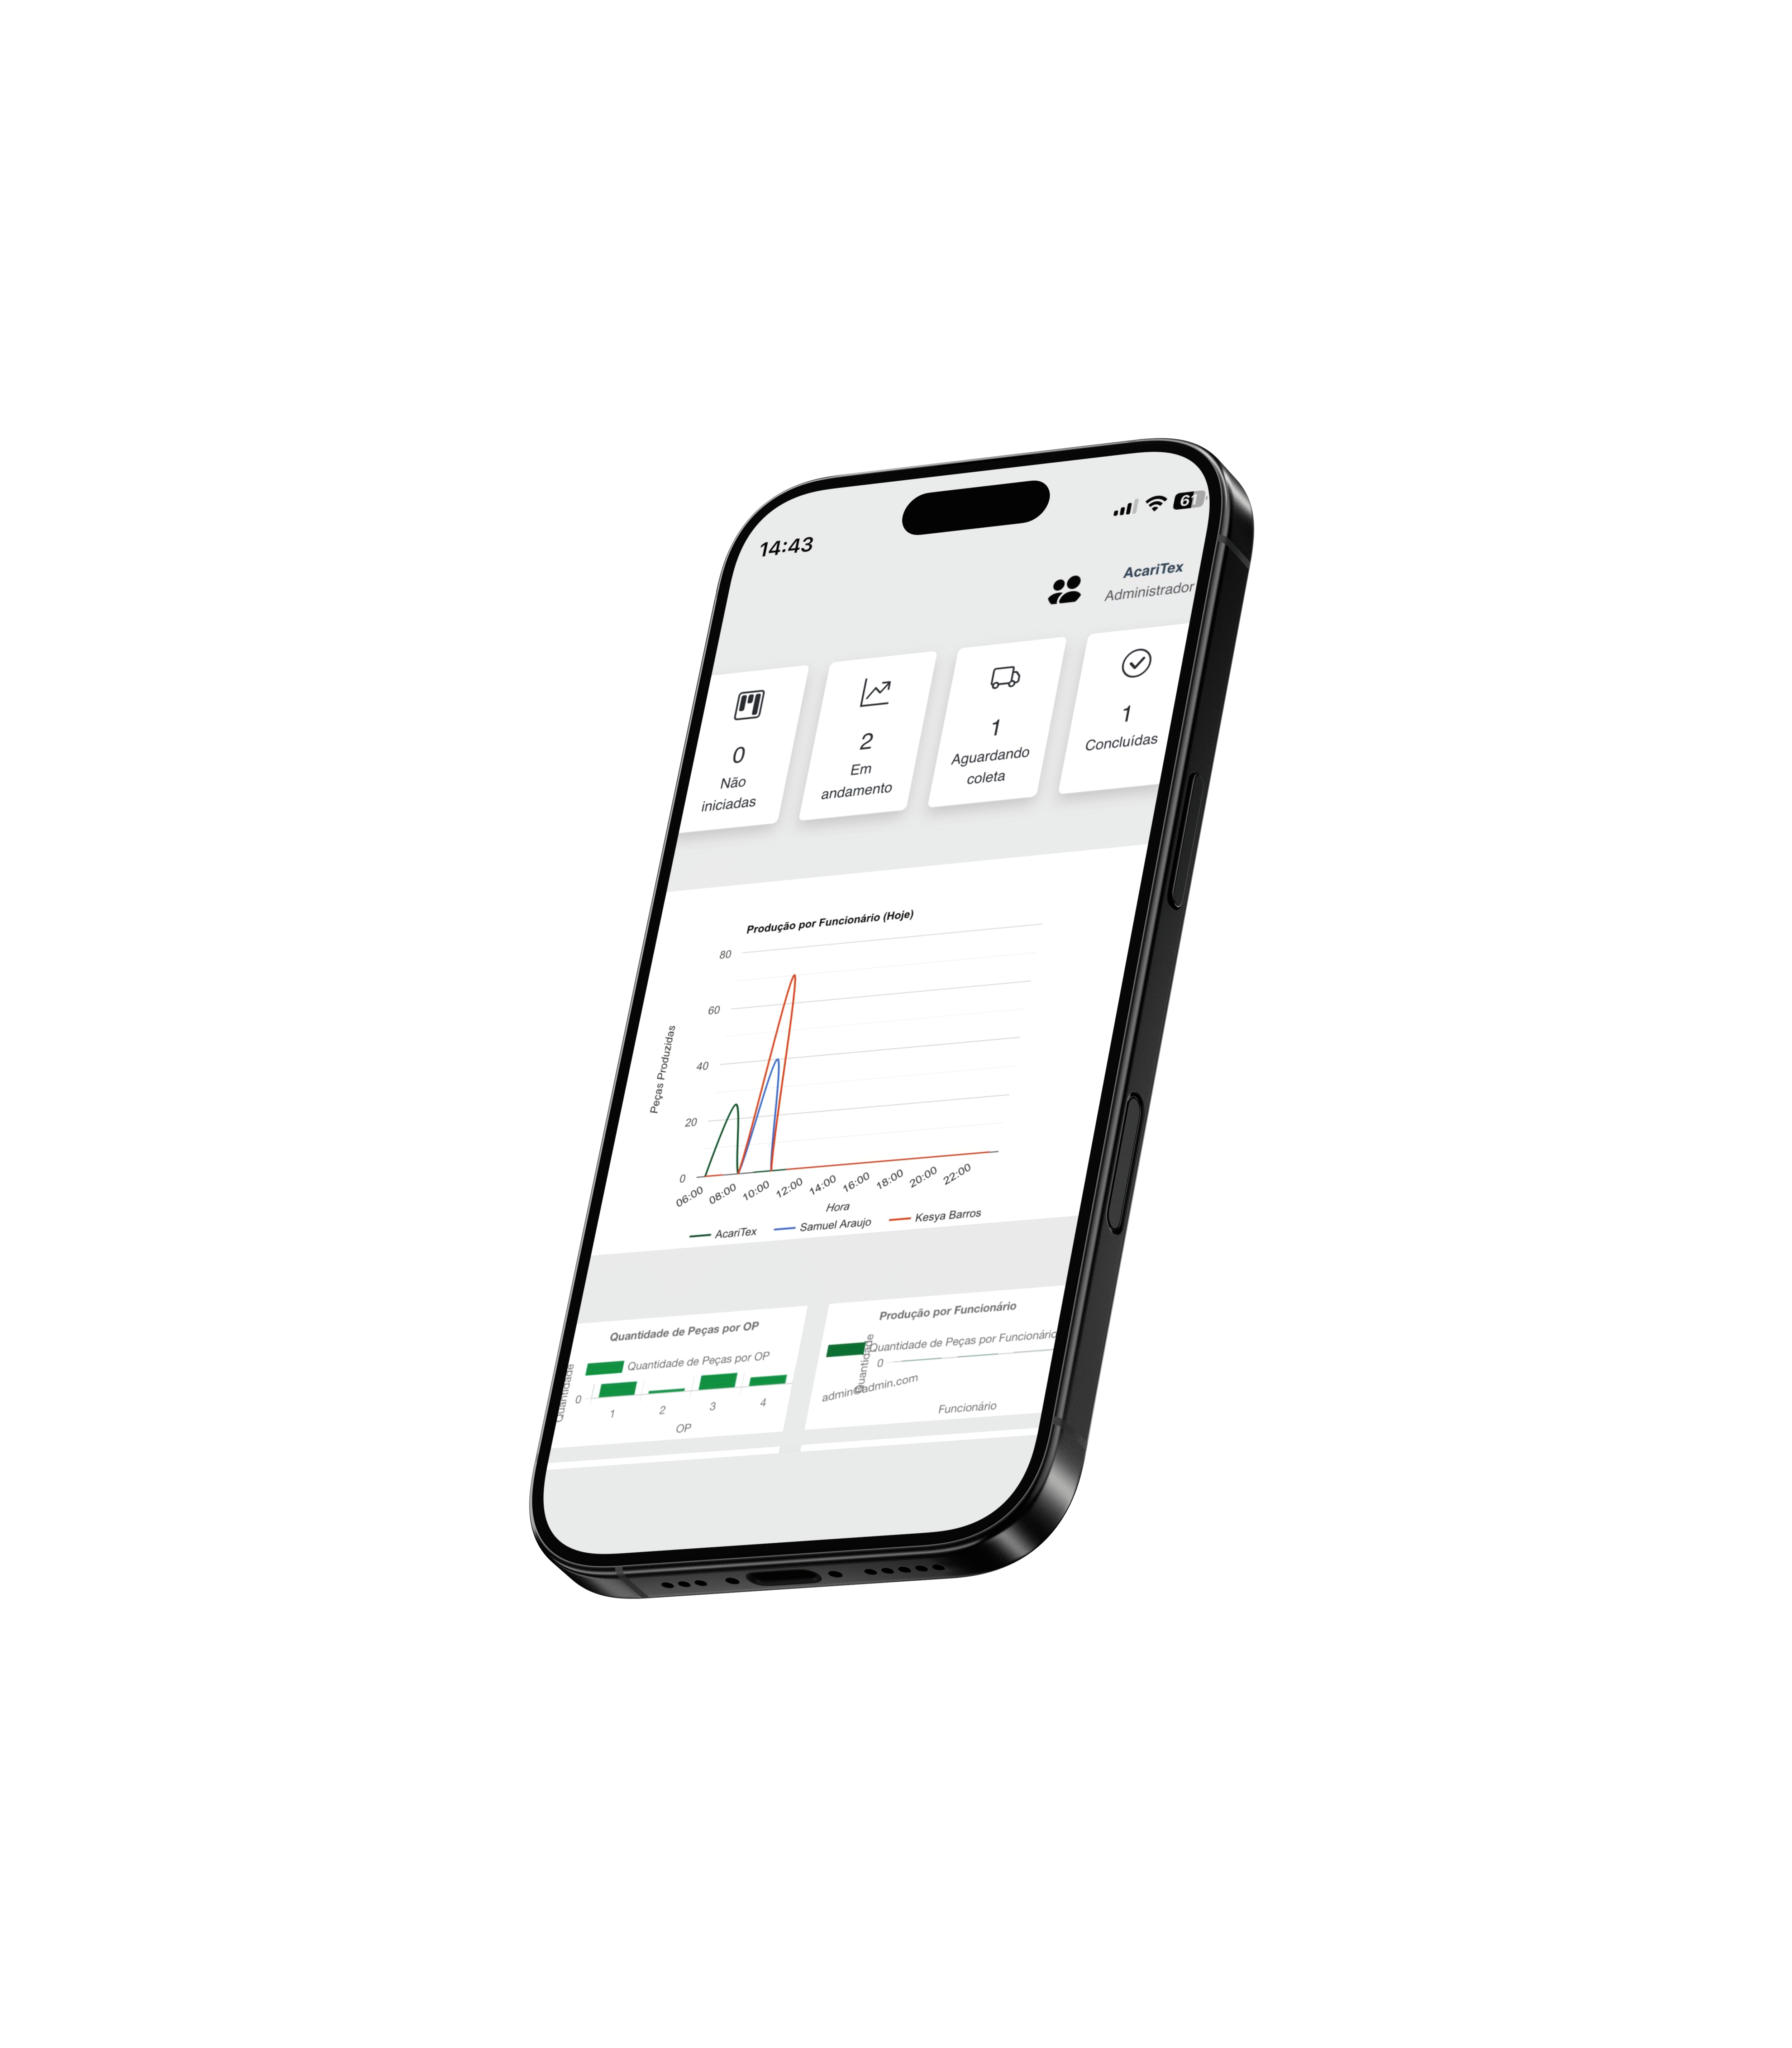 14:43
61
AcariTex
Administrador
0
Não
iniciadas
2
Em
andamento
1
Aguardando
coleta
1
Concluídas
Produção por Funcionário (Hoje)
Peças Produzidas
80
60
40
20
0
06:00 08:00 10:00 12:00 14:00 16:00 18:00 20:00 22:00
Hora
AcariTex Samuel Araujo Kesya Barros
Quantidade de Peças por OP
Quantidade de Peças por OP
Quantidade
0
1 2 3 4
OP
Produção por Funcionário
Quantidade de Peças por Funcionário
Quantidade
0
admin@admin.com
Funcionário